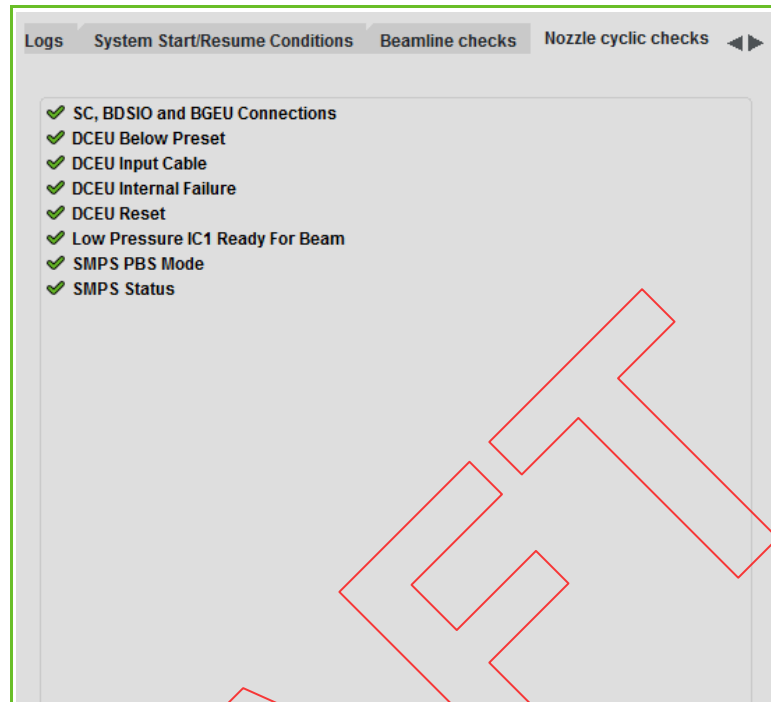 Logs System Start/Resume Conditions Beamline checks Nozzle cyclic checks
SC, BDSIO and BGEU Connections
DCEU Below Preset
DCEU Input Cable
DCEU Internal Failure
DCEU Reset
Low Pressure IC1 Ready For Beam
SMPS PBS Mode
SMPS Status